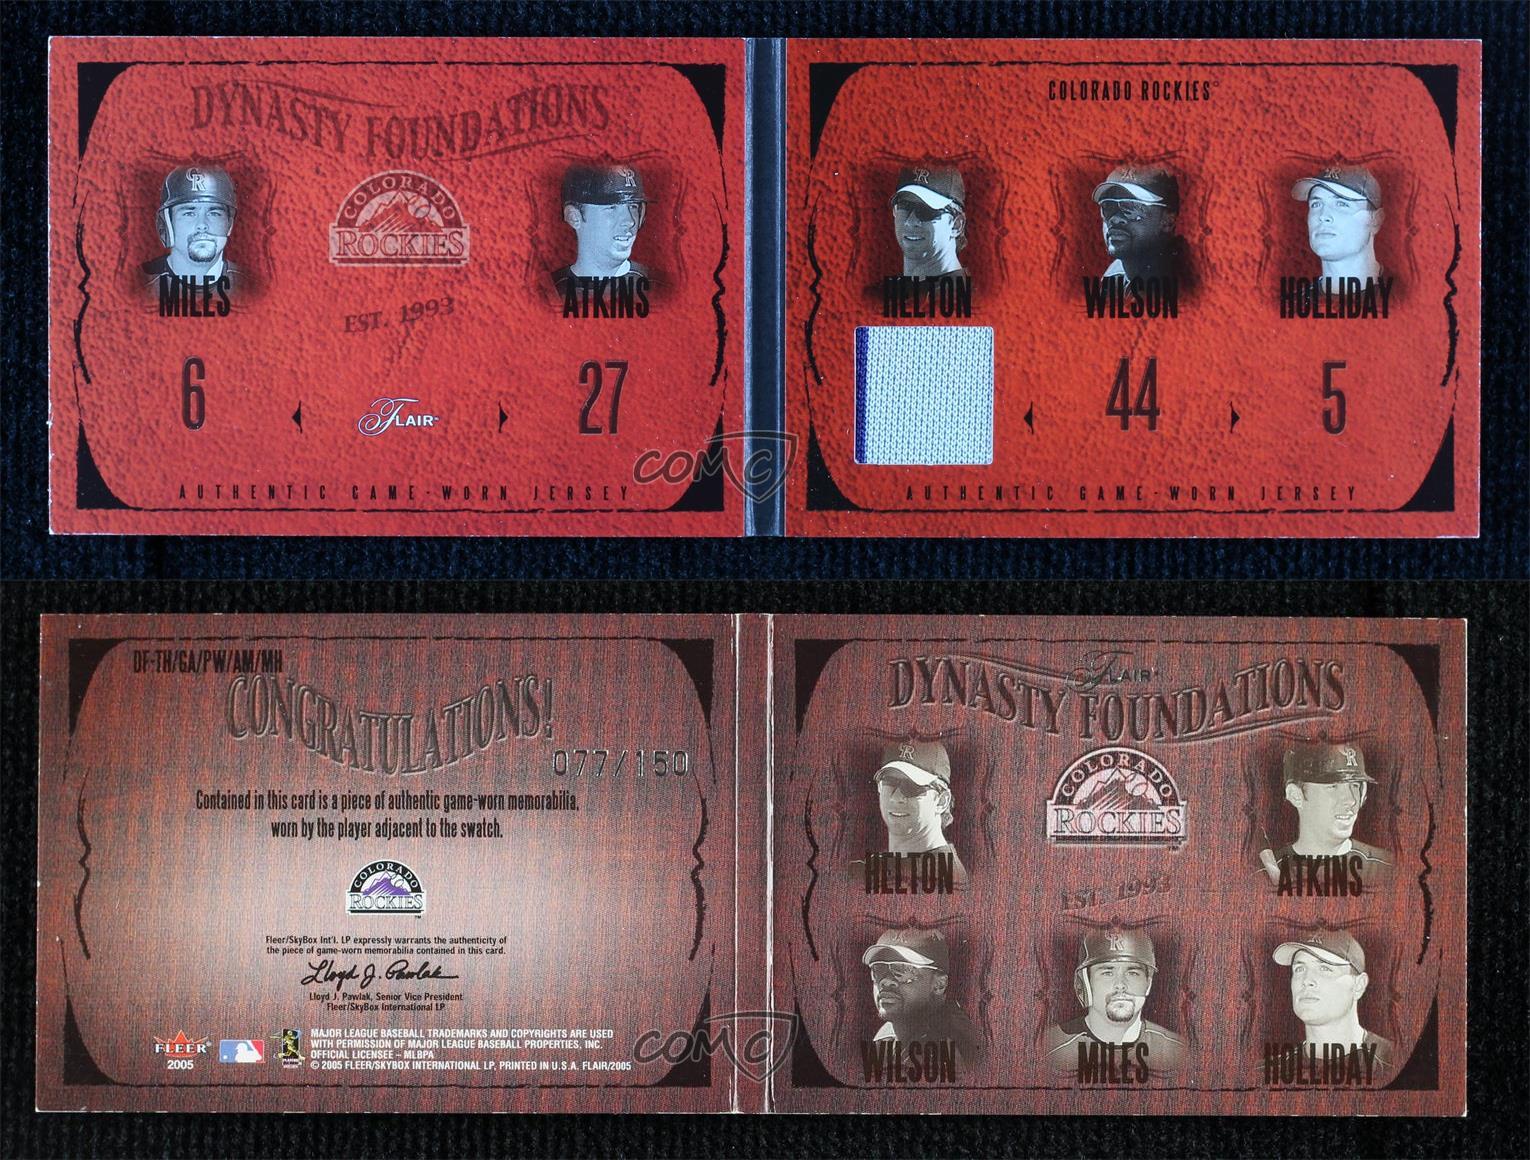 DYNASTY FOUNDATIONS
COLORADO
ROCKIES
EST. 1993
MILES
ATKINS
6
27
FLAIR
AUTHENTIC GAME-WORN JERSEY
COLORADO ROCKIES
HELTON
WILSON
HOLLIDAY
44
5
AUTHENTIC GAME-WORN JERSEY
COMC
DF-TH/GA/PW/AM/MH
CONGRATULATIONS!
077/150
Contained in this card is a piece of authentic game-worn memorabilia,
worn by the player adjacent to the swatch.
COLORADO
ROCKIES
TM
Fleer/SkyBox Int'l. LP expressly warrants the authenticity of
the piece of game-worn memorabilia contained in this card.
Lloyd J. Pawlak
Lloyd J. Pawlak, Senior Vice President
Fleer/SkyBox International LP
FLEER
2005
MAJOR LEAGUE BASEBALL TRADEMARKS AND COPYRIGHTS ARE USED
WITH PERMISSION OF MAJOR LEAGUE BASEBALL PROPERTIES, INC.
OFFICIAL LICENSEE – MLBPA
© 2005 FLEER/SKYBOX INTERNATIONAL LP, PRINTED IN U.S.A. FLAIR/2005
FLAIR
DYNASTY FOUNDATIONS
COLORADO
ROCKIES
TM
EST. 1993
HELTON
ATKINS
WILSON
MILES
HOLLIDAY
COMC